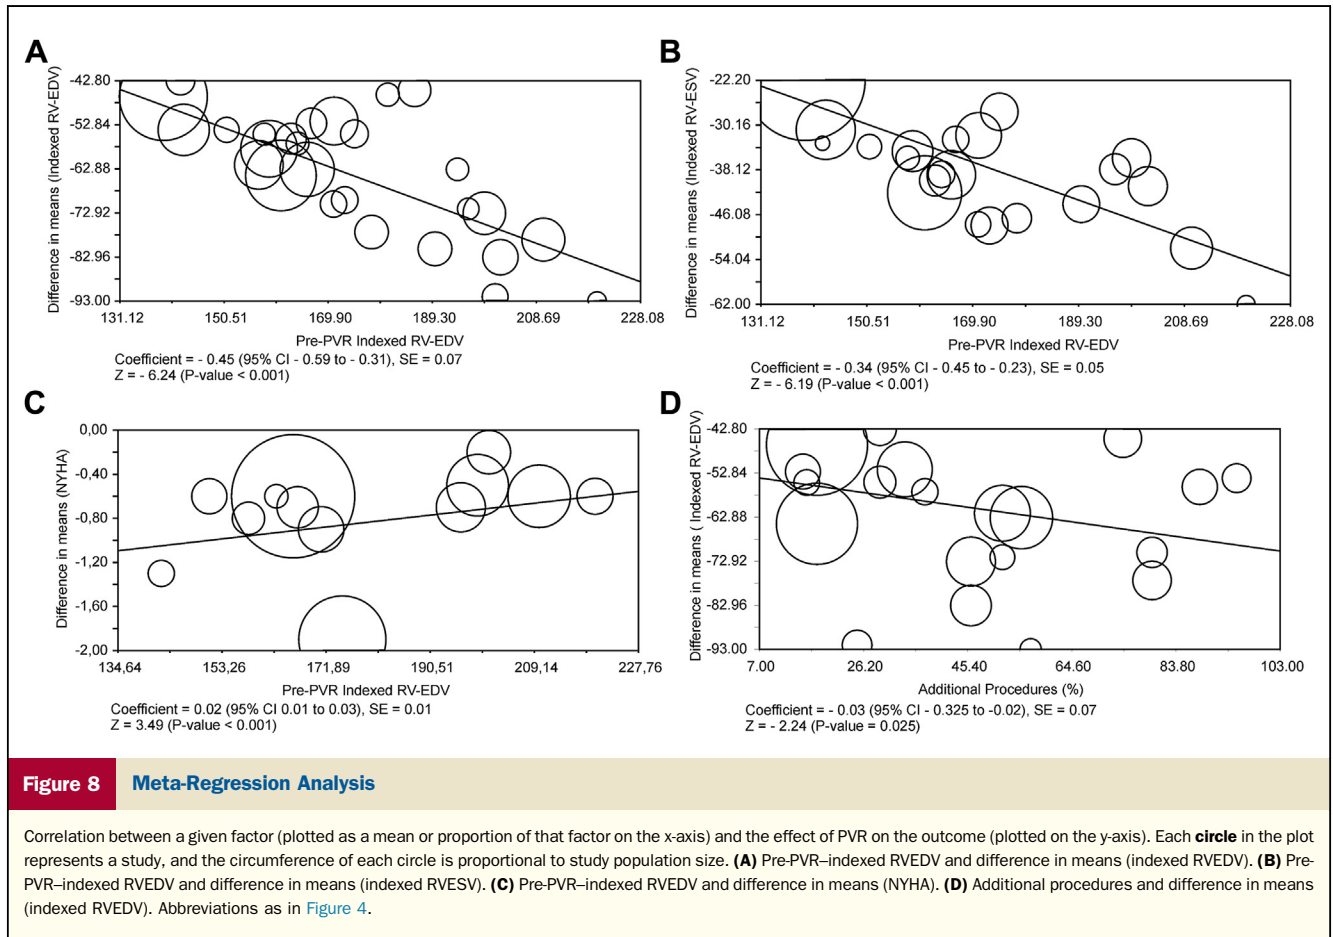 A
Difference in means (Indexed RV-EDV)
-42.80
-52.84
-62.88
-72.92
-82.96
-93.00
131.12 150.51 169.90 189.30 208.69 228.08
Pre-PVR Indexed RV-EDV
Coefficient = - 0.45 (95% CI - 0.59 to - 0.31), SE = 0.07
Z = - 6.24 (P-value < 0.001)
B
Difference in means (Indexed RV-ESV)
-22.20
-30.16
-38.12
-46.08
-54.04
-62.00
131.12 150.51 169.90 189.30 208.69 228.08
Pre-PVR Indexed RV-EDV
Coefficient = - 0.34 (95% CI - 0.45 to - 0.23), SE = 0.05
Z = - 6.19 (P-value < 0.001)
C
Difference in means (NYHA)
0,00
-0,40
-0,80
-1,20
-1,60
-2,00
134,64 153,26 171,89 190,51 209,14 227,76
Pre-PVR Indexed RV-EDV
Coefficient = 0.02 (95% CI 0.01 to 0.03), SE = 0.01
Z = 3.49 (P-value < 0.001)
D
Difference in means ( Indexed RV-EDV)
-42.80
-52.84
-62.88
-72.92
-82.96
-93.00
7.00 26.20 45.40 64.60 83.80 103.00
Additional Procedures (%)
Coefficient = - 0.03 (95% CI - 0.325 to -0.02), SE = 0.07
Z = - 2.24 (P-value = 0.025)
Figure 8 Meta-Regression Analysis
Correlation between a given factor (plotted as a mean or proportion of that factor on the x-axis) and the effect of PVR on the outcome (plotted on the y-axis). Each circle in the plot
represents a study, and the circumference of each circle is proportional to study population size. (A) Pre-PVR–indexed RVEDV and difference in means (indexed RVEDV). (B) Pre-
PVR–indexed RVEDV and difference in means (indexed RVESV). (C) Pre-PVR–indexed RVEDV and difference in means (NYHA). (D) Additional procedures and difference in means
(indexed RVEDV). Abbreviations as in Figure 4.